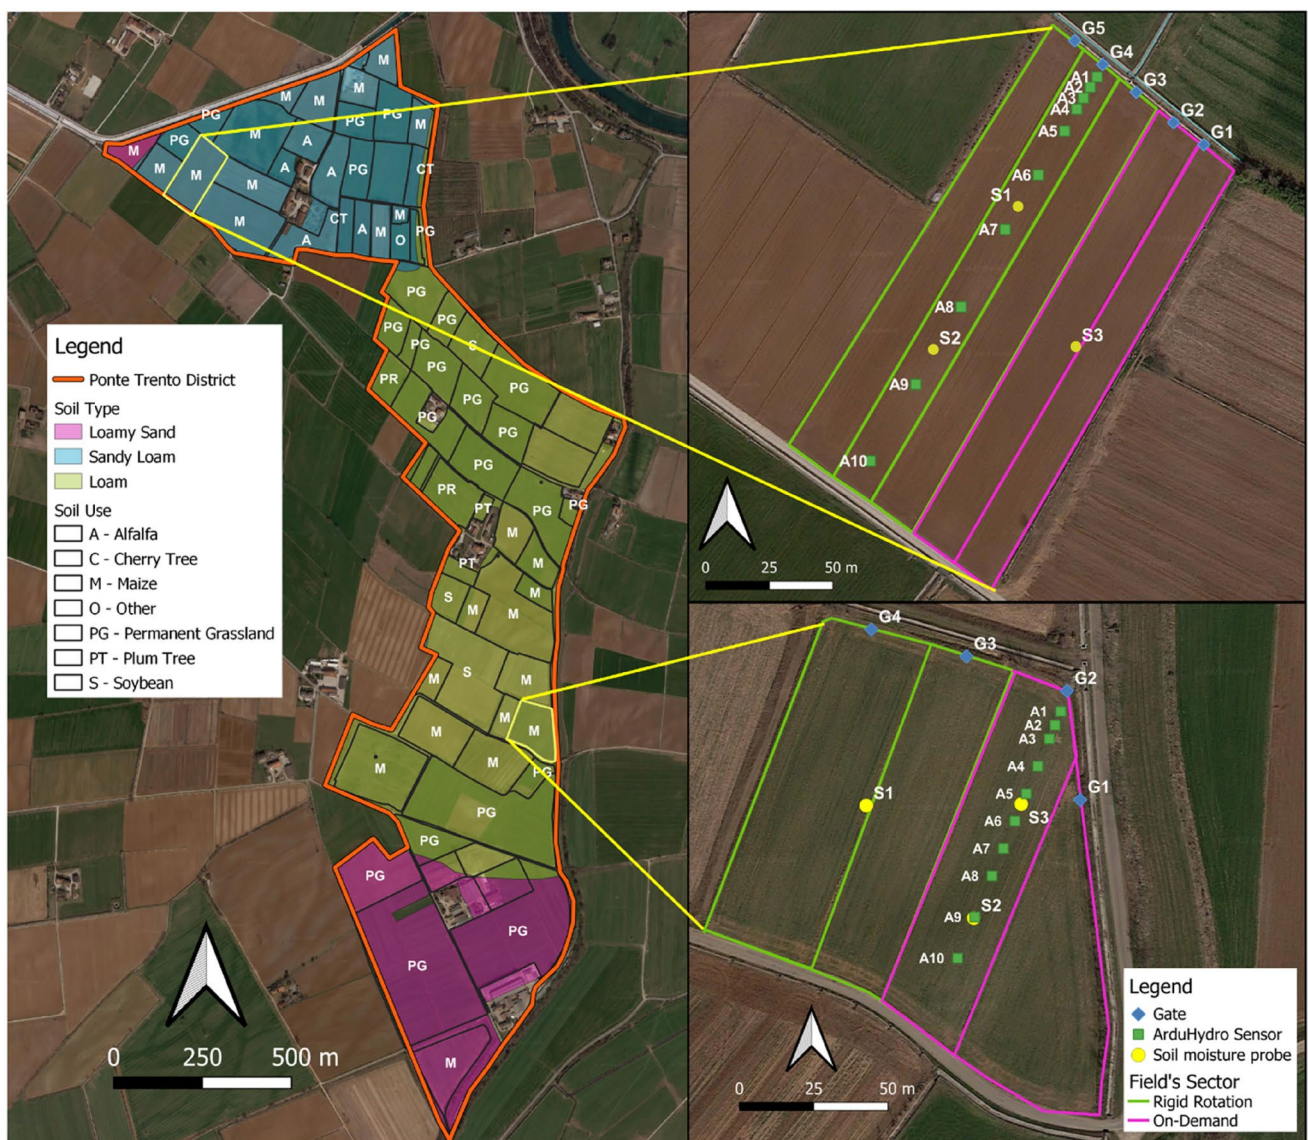 M
M
M
M
PG
PG
PG
M
M
PG
A
M
M
M
A
A
PG
CT
M
M
M
CT
M
A
M
O
PG
A
PG
PG
PG
PG
S
PG
PR
PG
PG
PG
PG
PG
PR
PT
PG
PG
M
PT
M
S
M
M
M
S
M
M
M
M
M
M
M
PG
PG
PG
PG
PG
PG
M
Legend
Ponte Trento District
Soil Type
Loamy Sand
Sandy Loam
Loam
Soil Use
A - Alfalfa
C - Cherry Tree
M - Maize
O - Other
PG - Permanent Grassland
PT - Plum Tree
S - Soybean
0 250 500 m
G5
G4
G3
G2
G1
A1
A2
A3
A4
A5
A6
S1
A7
A8
S2
S3
A9
A10
0 25 50 m
G4
G3
G2
A1
A2
A3
A4
G1
S1
A5
S3
A6
A7
A8
A9
S2
A10
0 25 50 m
Legend
Gate
ArduHydro Sensor
Soil moisture probe
Field's Sector
Rigid Rotation
On-Demand